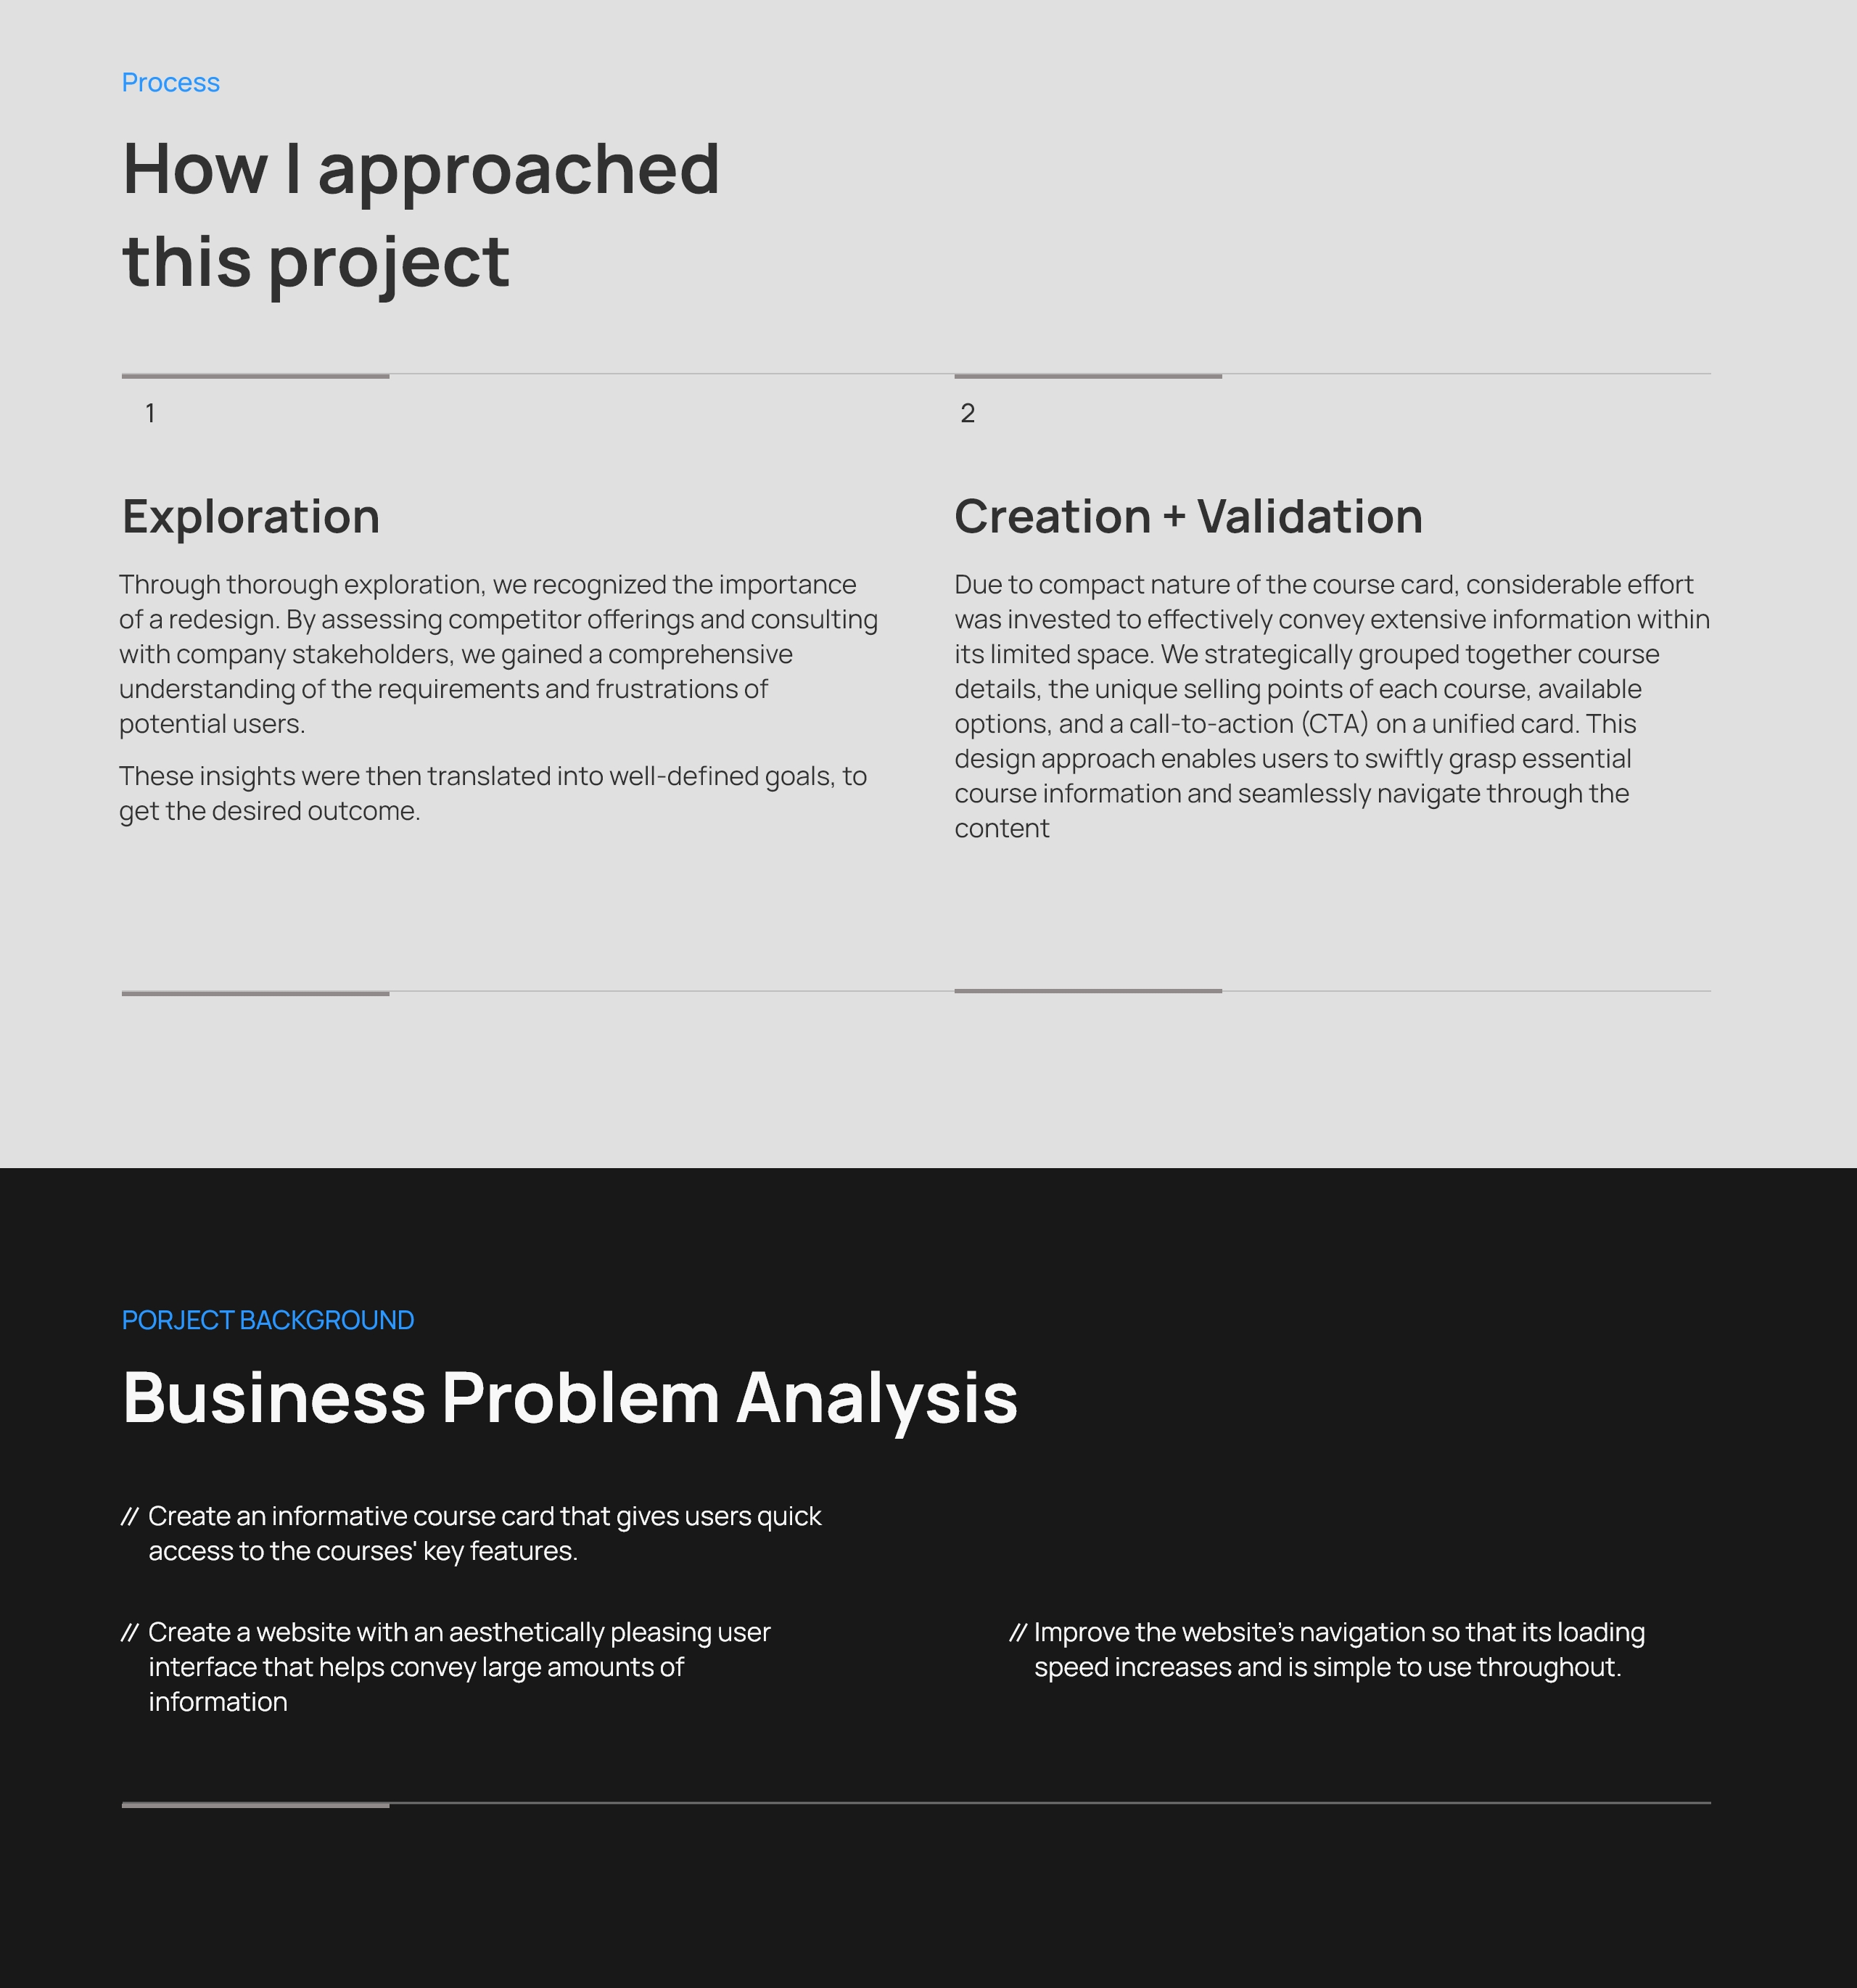 Process
How I approached
this project
1
Exploration
Through thorough exploration, we recognized the importance
of a redesign. By assessing competitor offerings and consulting
with company stakeholders, we gained a comprehensive
understanding of the requirements and frustrations of
potential users.
These insights were then translated into well-defined goals, to
get the desired outcome.
2
Creation + Validation
Due to compact nature of the course card, considerable effort
was invested to effectively convey extensive information within
its limited space. We strategically grouped together course
details, the unique selling points of each course, available
options, and a call-to-action (CTA) on a unified card. This
design approach enables users to swiftly grasp essential
course information and seamlessly navigate through the
content
PORJECT BACKGROUND
Business Problem Analysis
// Create an informative course card that gives users quick
access to the courses' key features.
// Create a website with an aesthetically pleasing user
interface that helps convey large amounts of
information
// Improve the website’s navigation so that its loading
speed increases and is simple to use throughout.